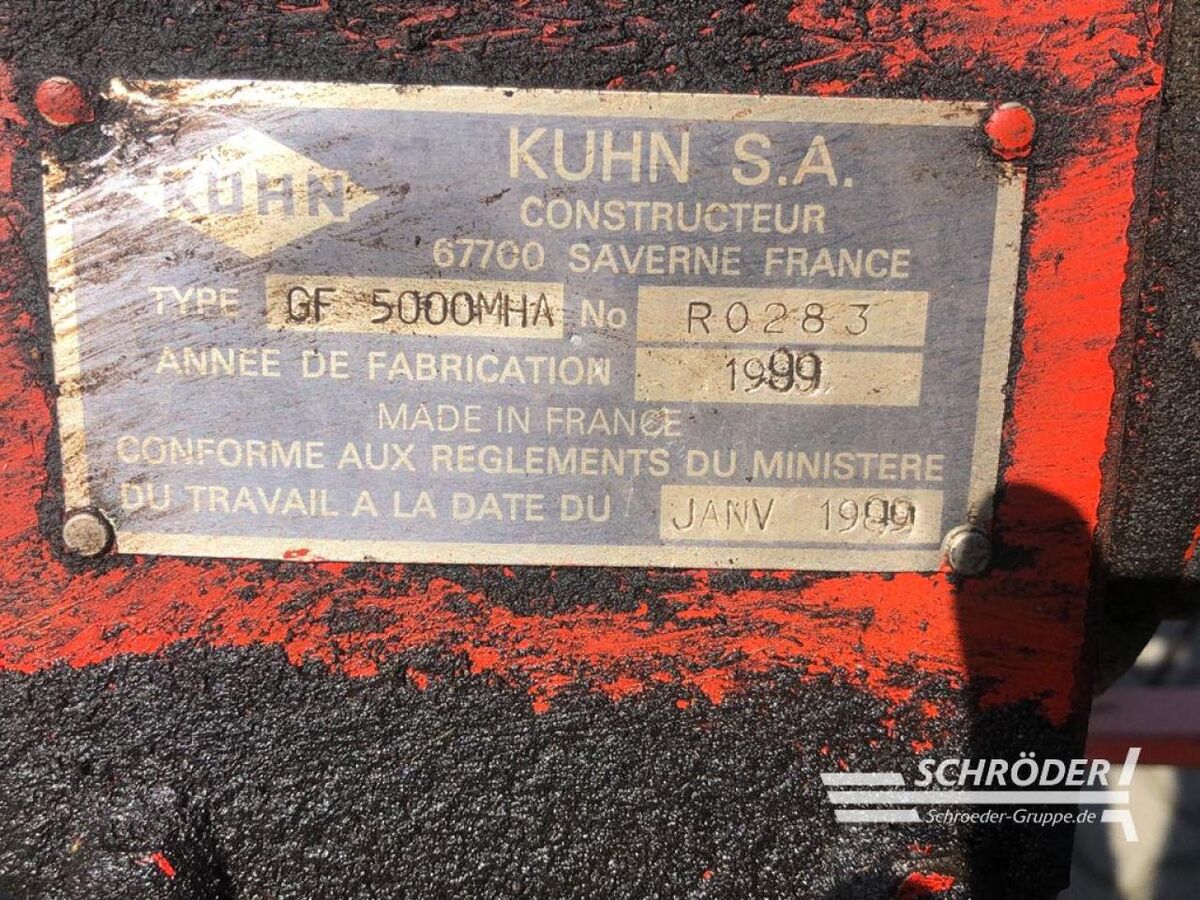 KUHN
KUHN S.A.
CONSTRUCTEUR
67700 SAVERNE FRANCE
TYPE GF 5000MHA No R0283
ANNEE DE FABRICATION 1999
MADE IN FRANCE
CONFORME AUX REGLEMENTS DU MINISTERE
DU TRAVAIL A LA DATE DU JANV 1999
SCHRÖDER
Schroeder-Gruppe.de